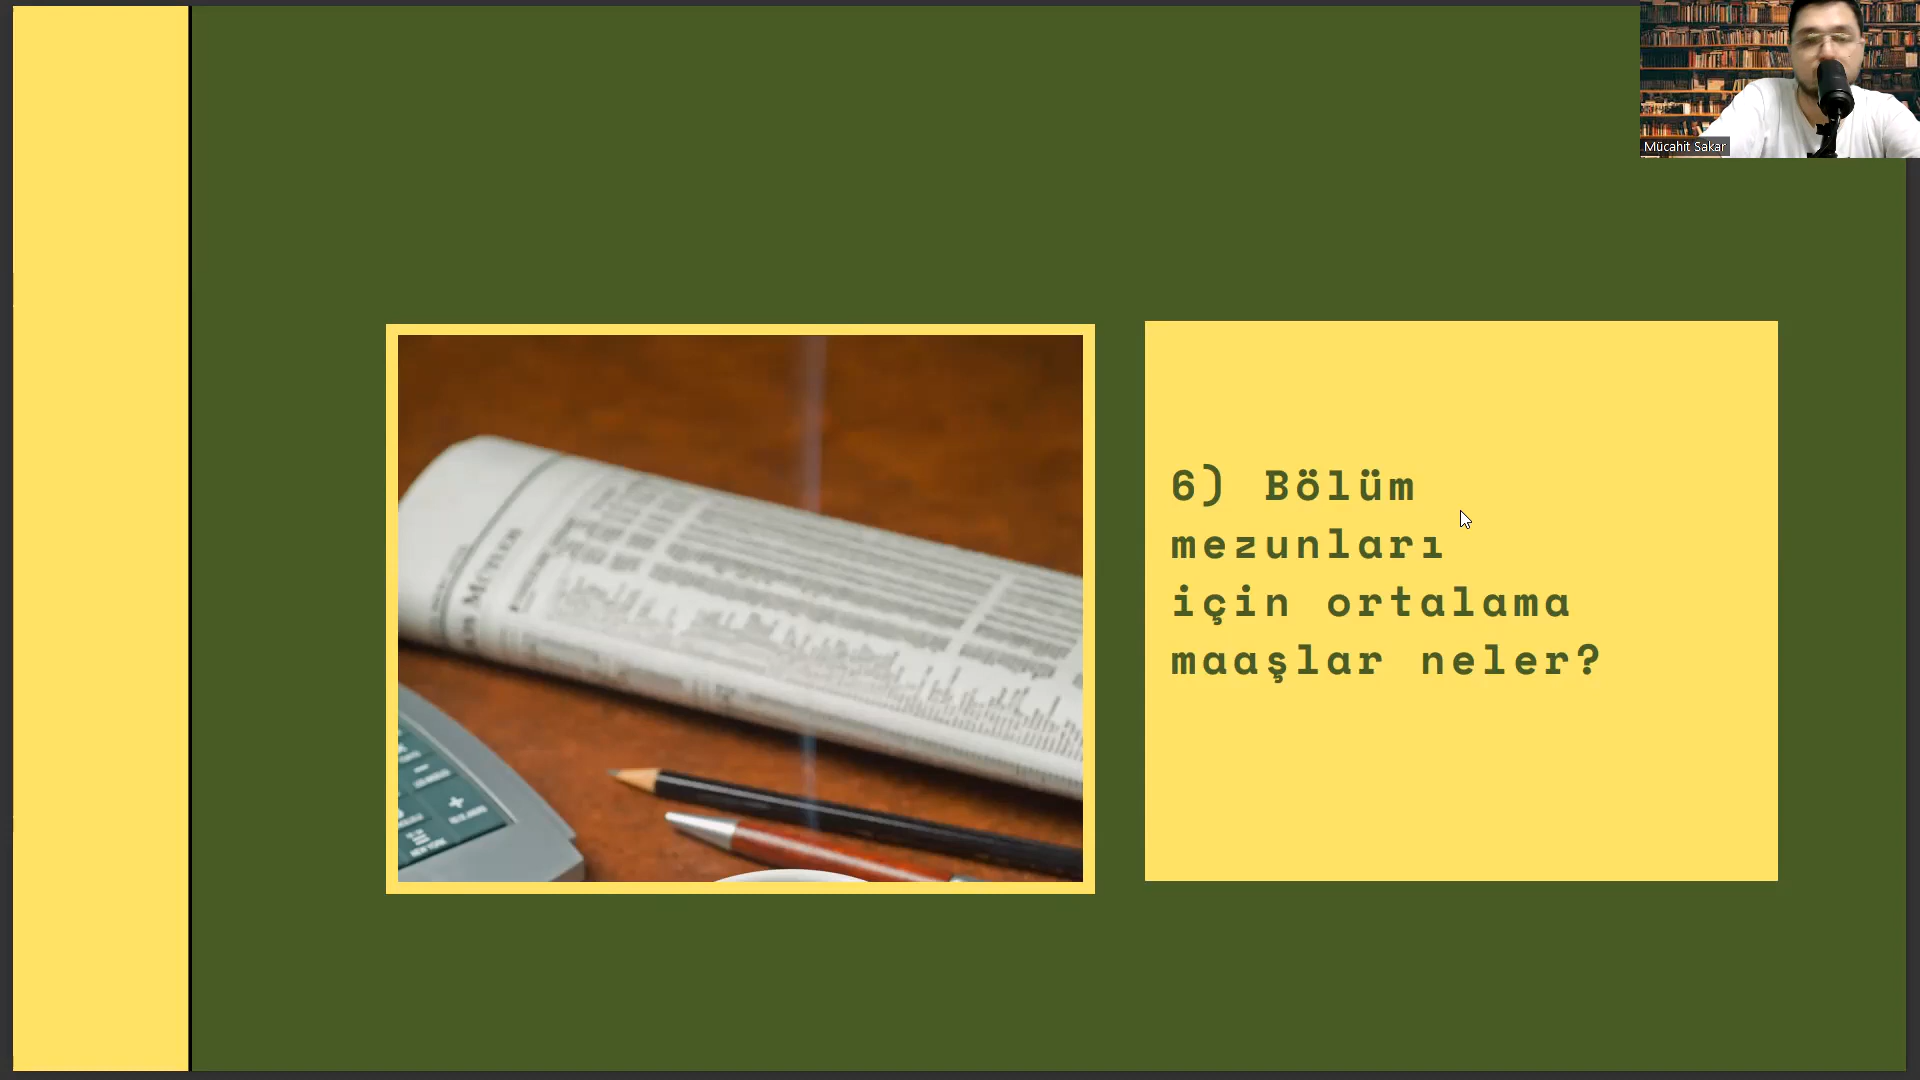 Mücahit Sakar
6) Bölüm
mezunları
için ortalama
maaşlar neler?